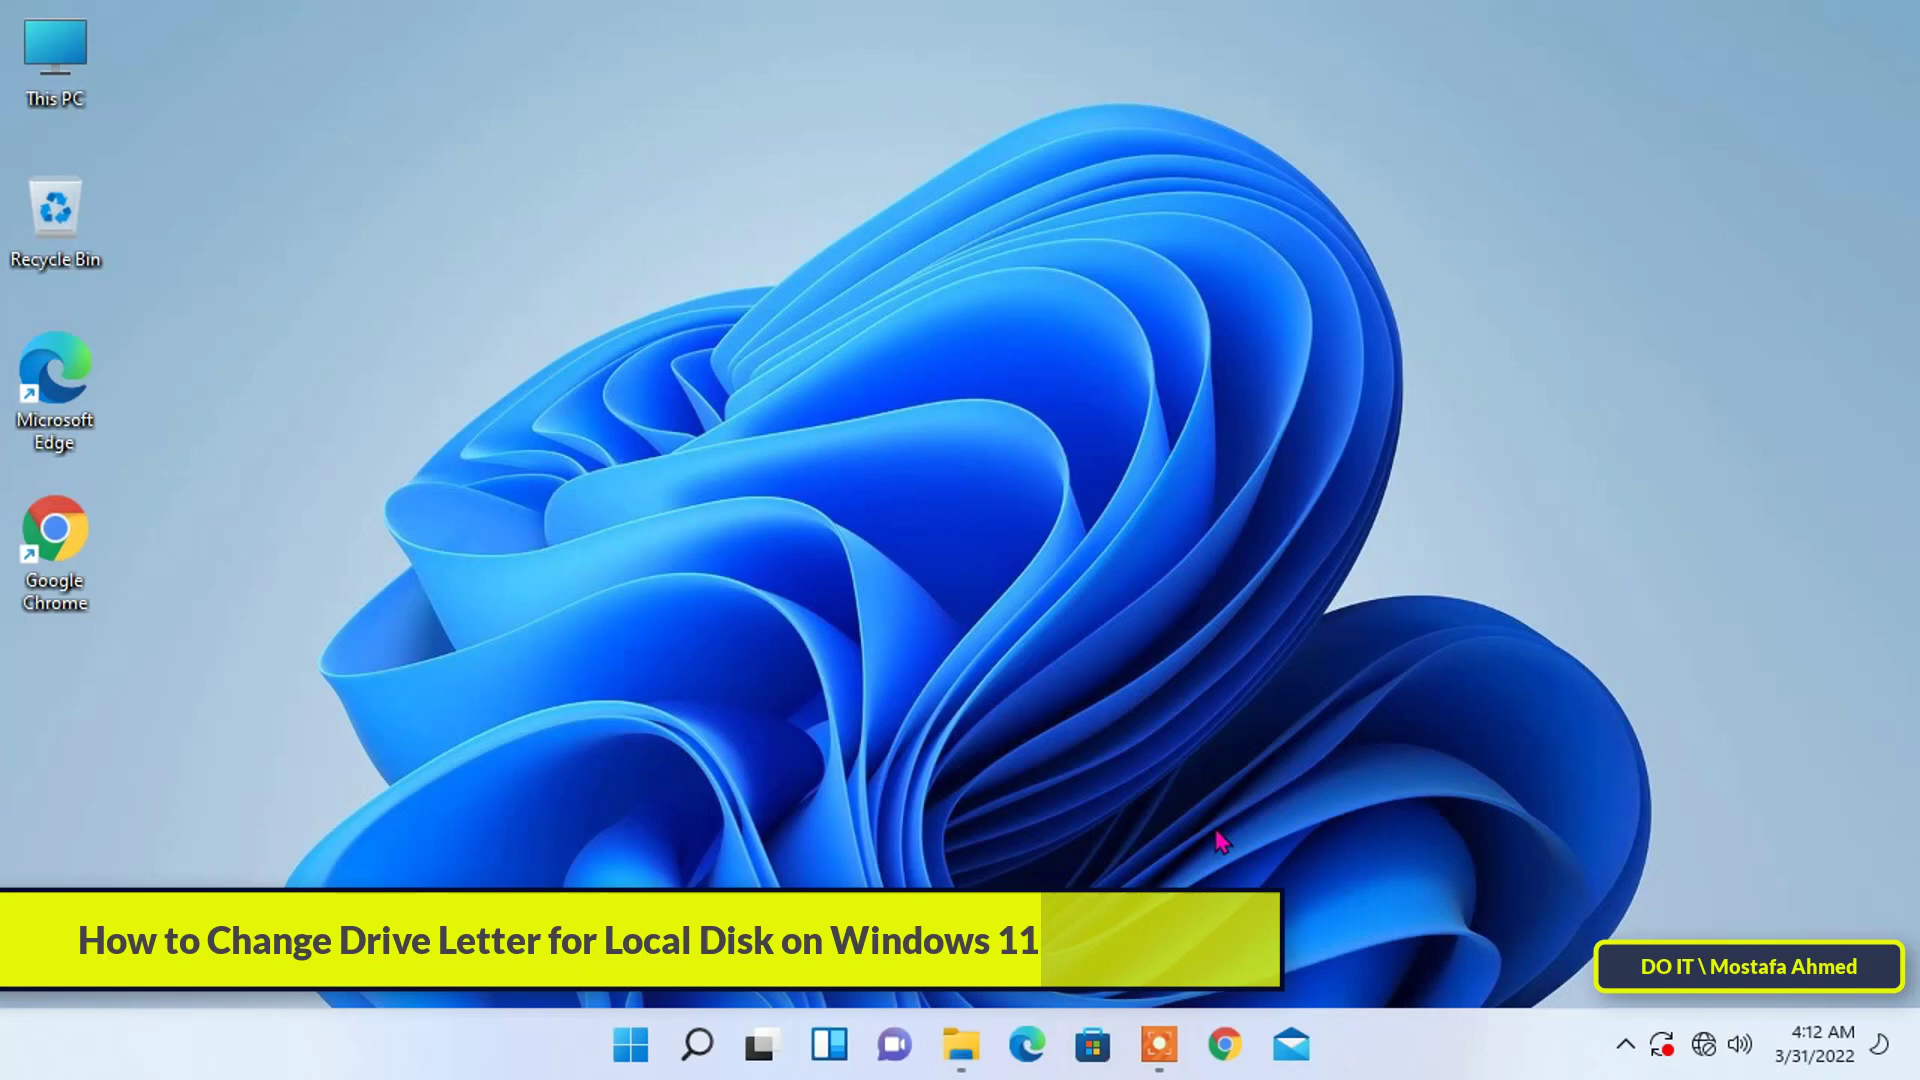 This PC
Recycle Bin
Microsoft
Edge
Google
Chrome
How to Change Drive Letter for Local Disk on Windows 11
DO IT \ Mostafa Ahmed
4:12 AM
3/31/2022